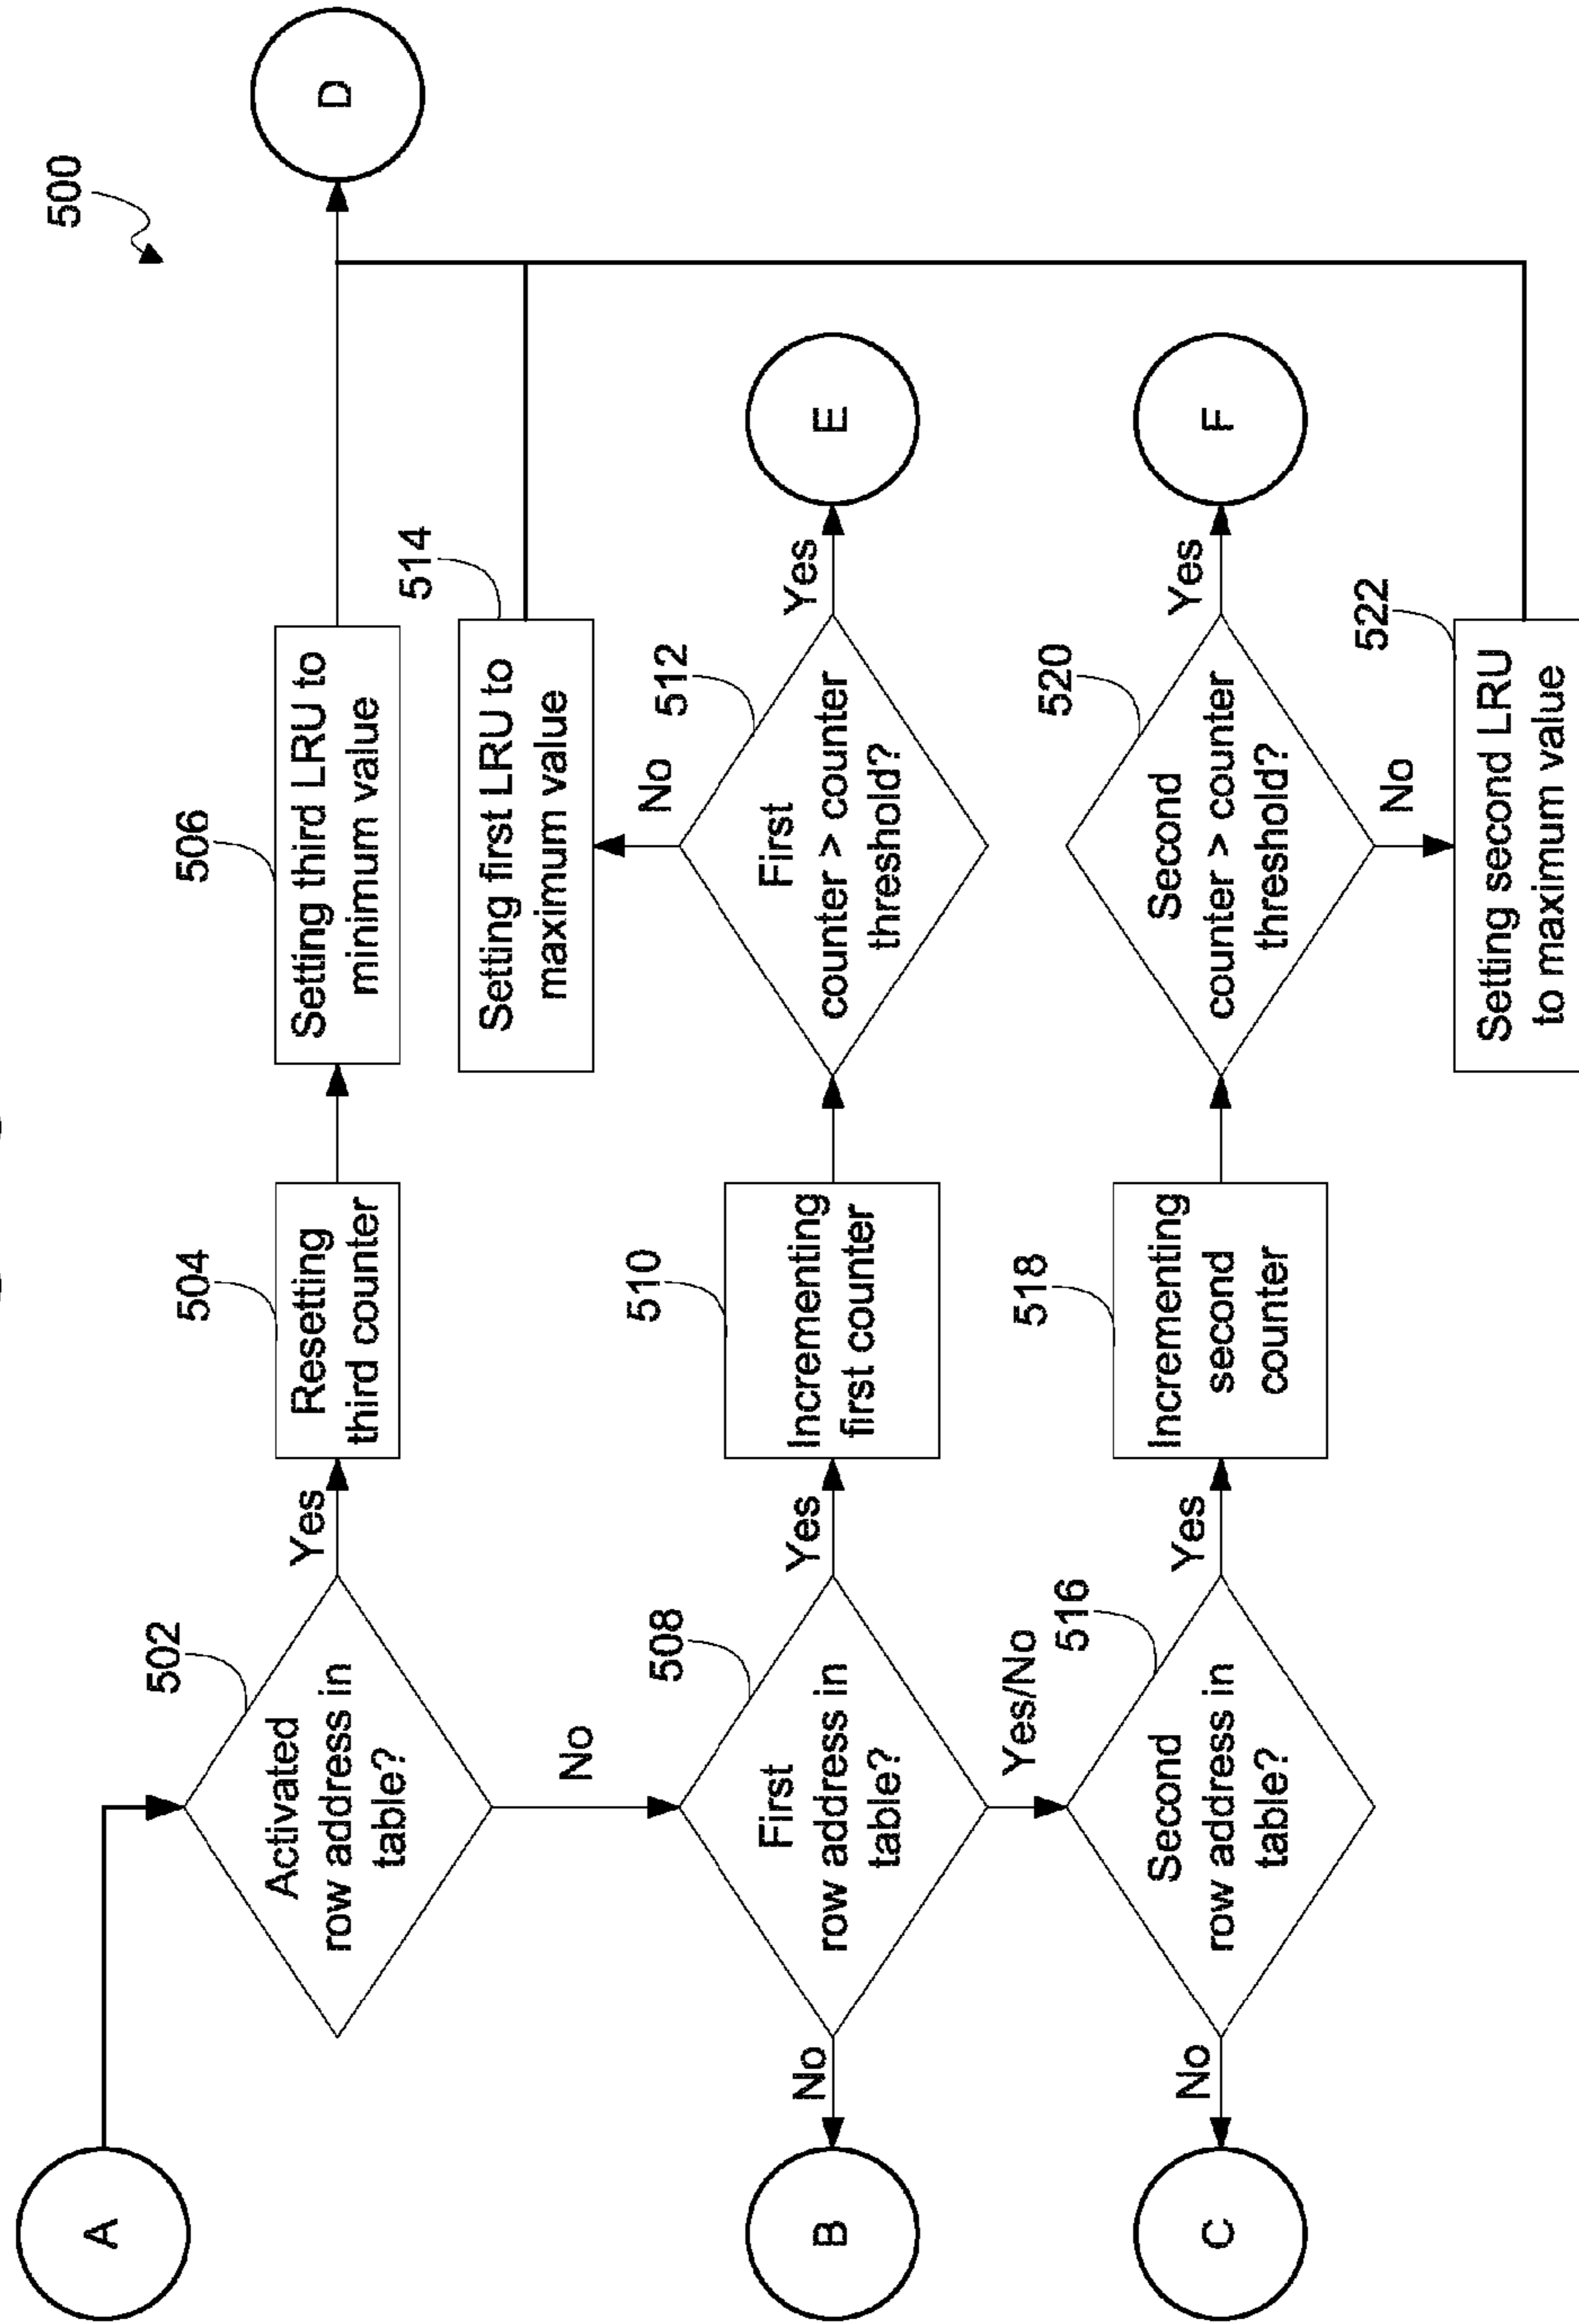 500
A
502
Activated
row address in
table?
Yes
504
Resetting
third counter
506
Setting third LRU to
minimum value
D
No
514
Setting first LRU to
maximum value
No
508
First
row address in
table?
No
B
Yes
510
Incrementing
first counter
512
First
counter > counter
threshold?
Yes
E
Yes/No
516
Second
row address in
table?
No
C
Yes
518
Incrementing
second
counter
520
Second
counter > counter
threshold?
Yes
F
No
522
Setting second LRU
to maximum value